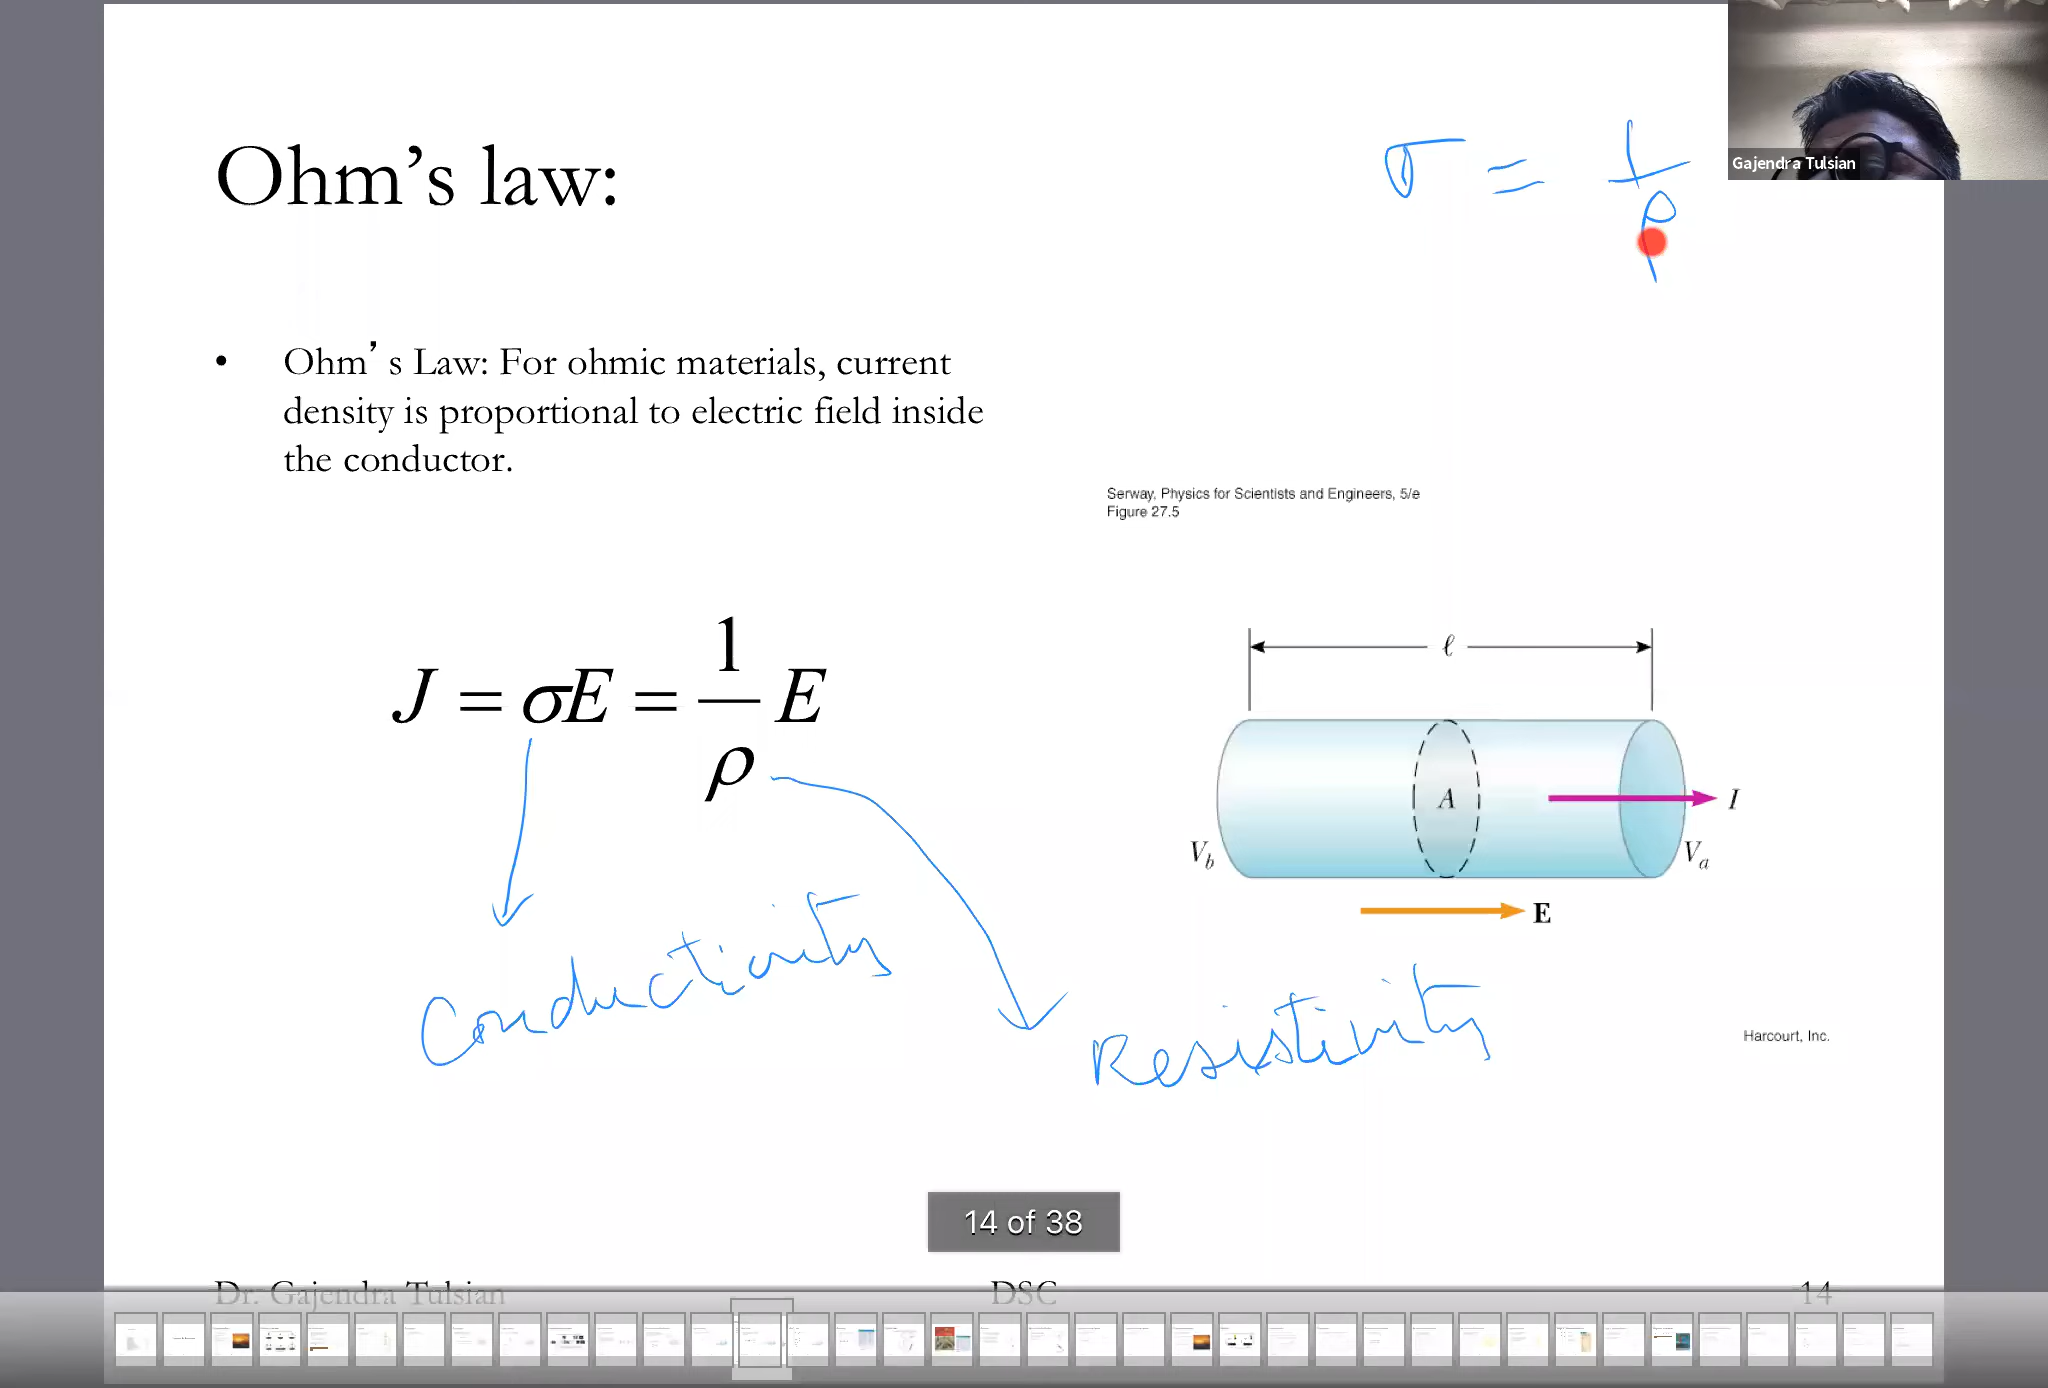 Gajendra Tulsian
σ = 1/ρ
Ohm’s law:
• Ohm’s Law: For ohmic materials, current
density is proportional to electric field inside
the conductor.
Serway, Physics for Scientists and Engineers, 5/e
Figure 27.5
J = σE = 1/ρ E
ℓ
A
I
V_b
V_a
E
Conductivity
Resistivity
Harcourt, Inc.
14 of 38
Dr. Gajendra Tulsian DSC 14